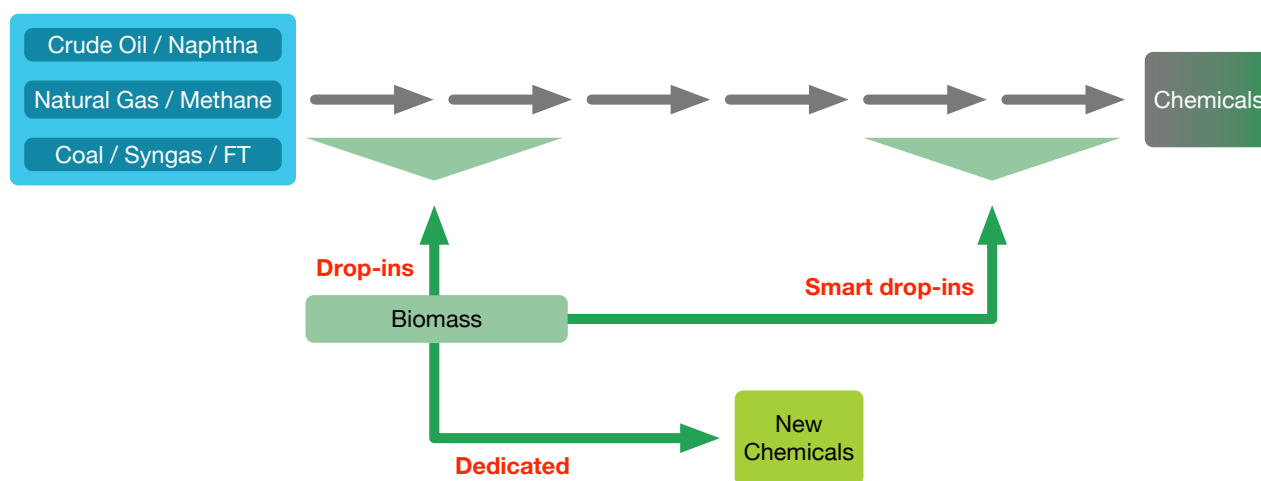 Crude Oil / Naphtha
Natural Gas / Methane
Coal / Syngas / FT
Chemicals
Drop-ins
Smart drop-ins
Biomass
New
Chemicals
Dedicated